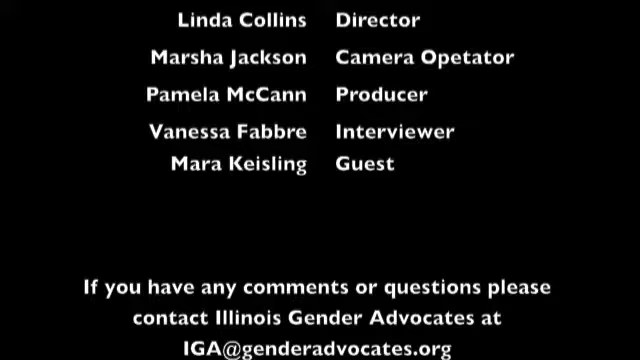 Linda Collins Director
Marsha Jackson Camera Opetator
Pamela McCann Producer
Vanessa Fabbre Interviewer
Mara Keisling Guest
If you have any comments or questions please
contact Illinois Gender Advocates at
IGA@genderadvocates.org